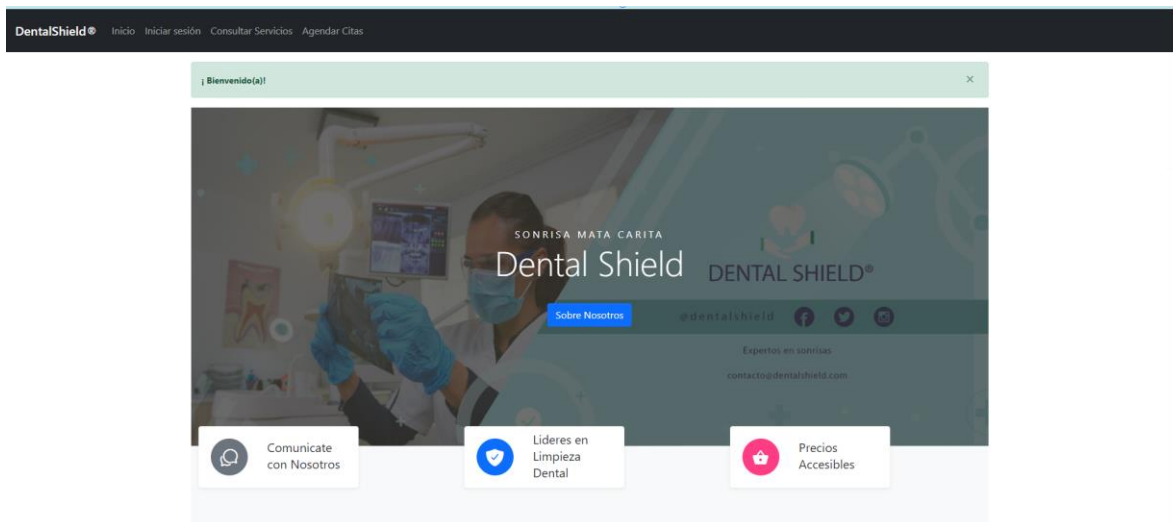 DentalShield® Inicio Iniciar sesión Consultar Servicios Agendar Citas
¡ Bienvenido(a)!
SONRISA MATA CARITA
Dental Shield
DENTAL SHIELD®
Sobre Nosotros
@dentalshield
Expertos en sonrisas
contacto@dentalshield.com
Comunicate
con Nosotros
Lideres en
Limpieza
Dental
Precios
Accesibles